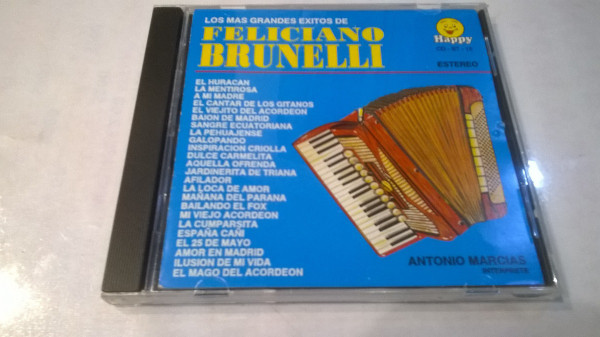 LOS MAS GRANDES EXITOS DE
FELICIANO
BRUNELLI
Happy
ESTEREO
EL HURACAN
LA MENTIROSA
A MI MADRE
EL CANTAR DE LOS GITANOS
EL VIEJITO DEL ACORDEON
BAION DE MADRID
SANGRE ECUATORIANA
LA PEHUAJENSE
GALOPANDO
INSPIRACION CRIOLLA
DULCE CARMELITA
AQUELLA OFRENDA
JARDINERITA DE TRIANA
AFILADOR
LA LOCA DE AMOR
MAÑANA DEL PARANA
BAILANDO EL FOX
MI VIEJO ACORDEON
LA CUMPARSITA
ESPAÑA CAÑI
EL 25 DE MAYO
AMOR EN MADRID
ILUSION DE MI VIDA
EL MAGO DEL ACORDEON
ANTONIO MARCIAS
INTERPRETE